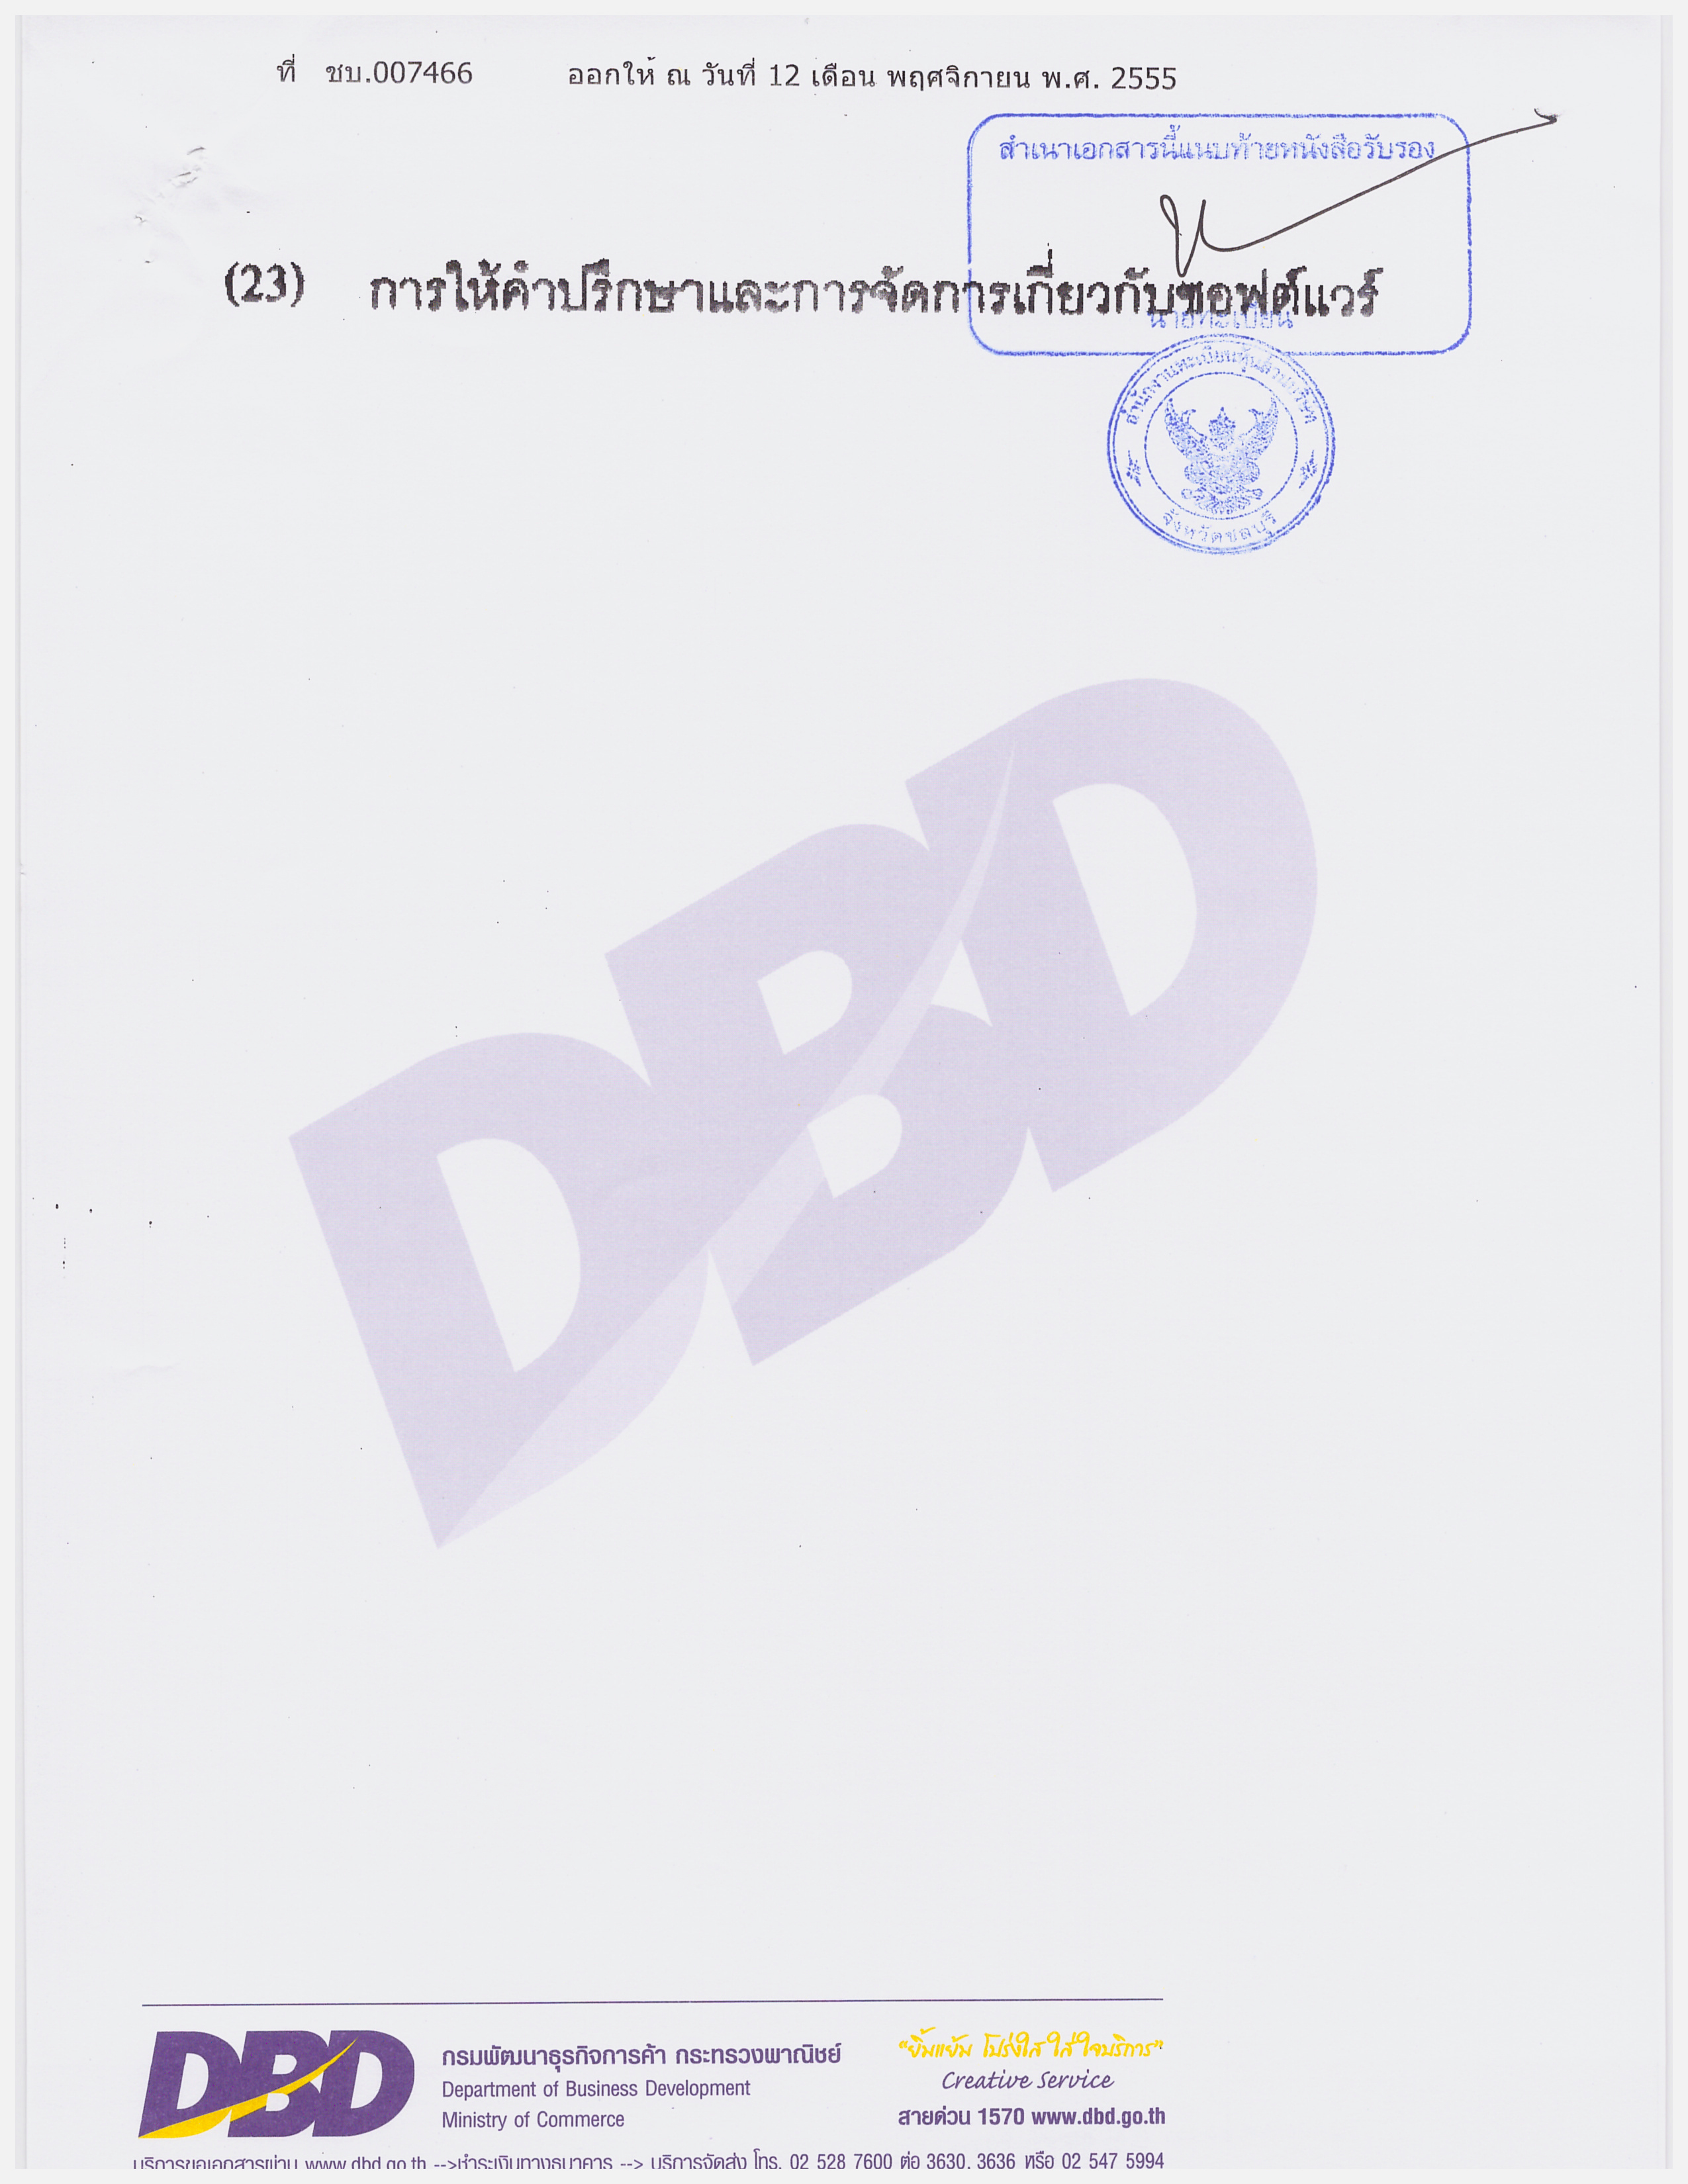 ที่ ชบ.007466 ออกให้ ณ วันที่ 12 เดือน พฤศจิกายน พ.ศ. 2555
สำเนาเอกสารนี้แนบท้ายหนังสือรับรอง
(23) การให้คำปรึกษาและการจัดการเกี่ยวกับซอฟต์แวร์
นายทะเบียน
สำนักงานทะเบียนหุ้นส่วนบริษัท
จังหวัดชลบุรี
DBD
DBD
กรมพัฒนาธุรกิจการค้า กระทรวงพาณิชย์
Department of Business Development
Ministry of Commerce
"ยิ้มแย้ม โปร่งใส ใส่ใจบริการ"
Creative Service
สายด่วน 1570 www.dbd.go.th
บริการขอเอกสารผ่าน www.dbd.go.th -->ชำระเงินทางธนาคาร --> บริการจัดส่ง โทร. 02 528 7600 ต่อ 3630, 3636 หรือ 02 547 5994